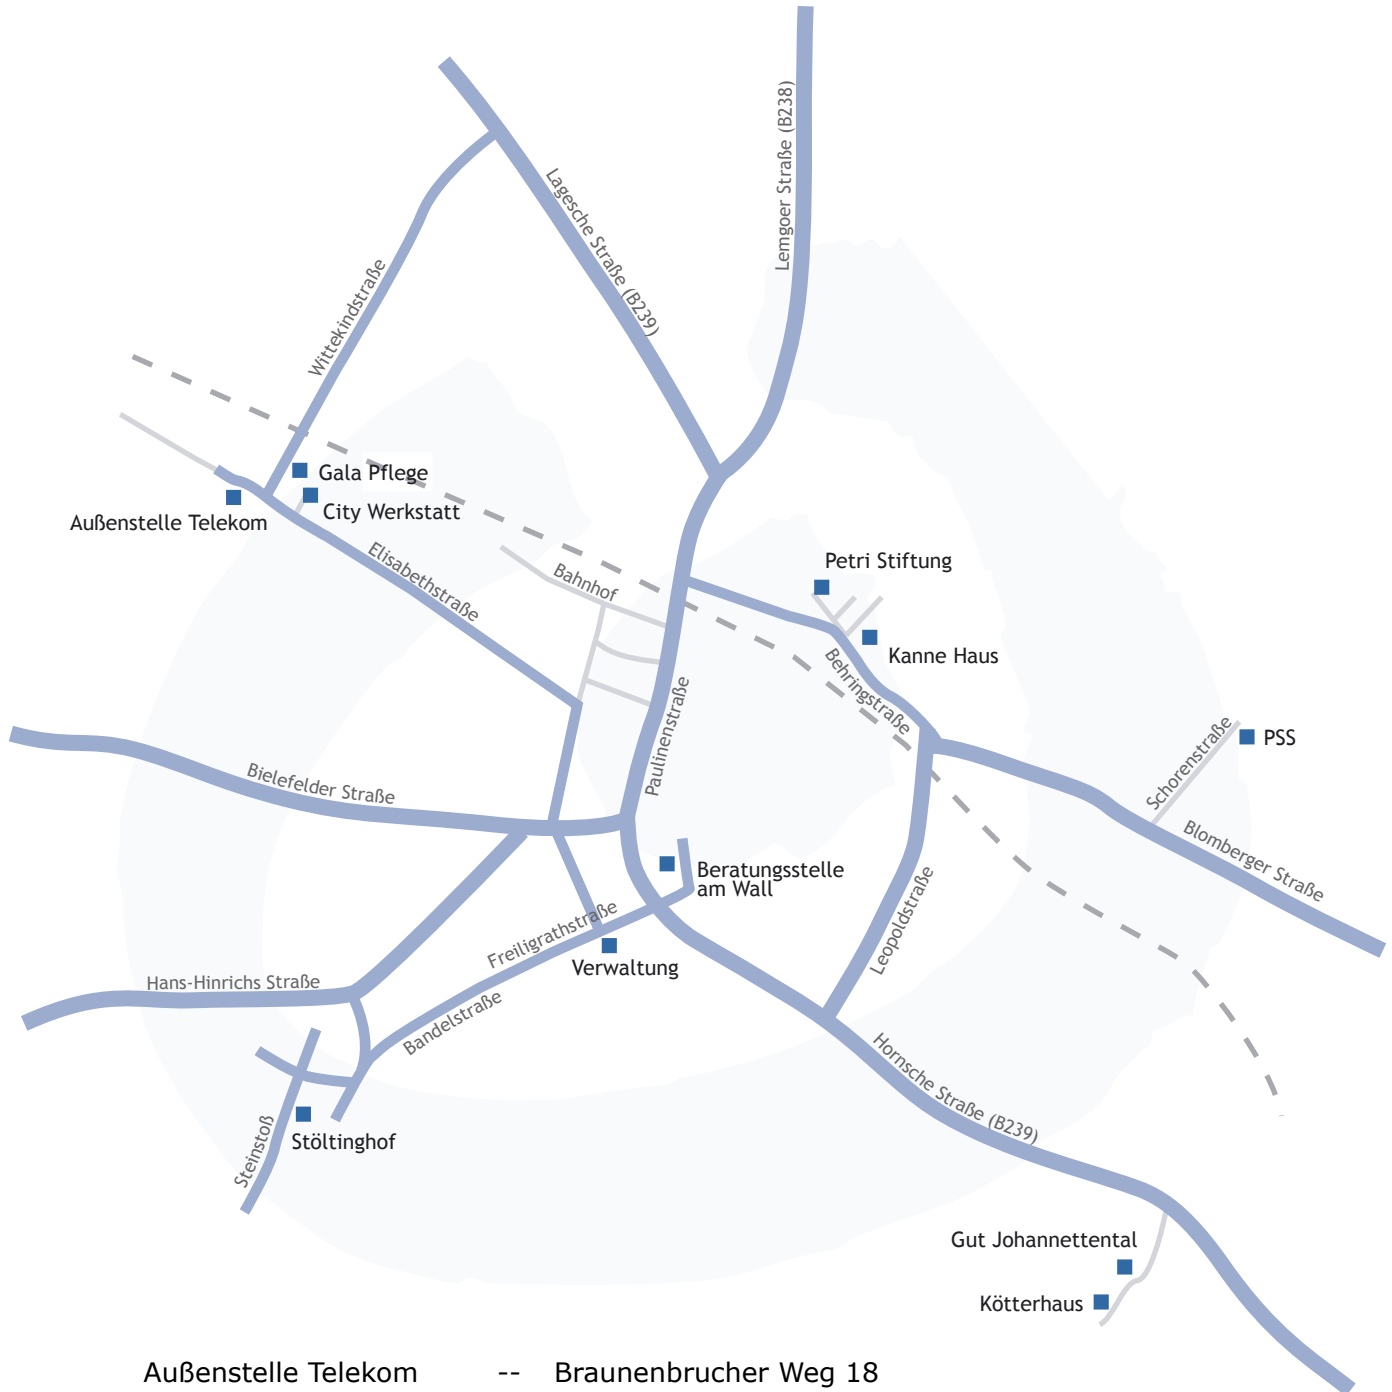 Lemgoer Straße (B238)
Lagesche Straße (B239)
Wittekindstraße
Gala Pflege
City Werkstatt
Außenstelle Telekom
Elisabethstraße
Bahnhof
Petri Stiftung
Kanne Haus
Behringstraße
Paulinenstraße
Schorenstraße
PSS
Bielefelder Straße
Blomberger Straße
Beratungsstelle
am Wall
Leopoldstraße
Freiligrathstraße
Verwaltung
Hans-Hinrichs Straße
Bandelstraße
Hornsche Straße (B239)
Steinstoß
Stöltinghof
Gut Johannettental
Kötterhaus
Außenstelle Telekom -- Braunenbrucher Weg 18